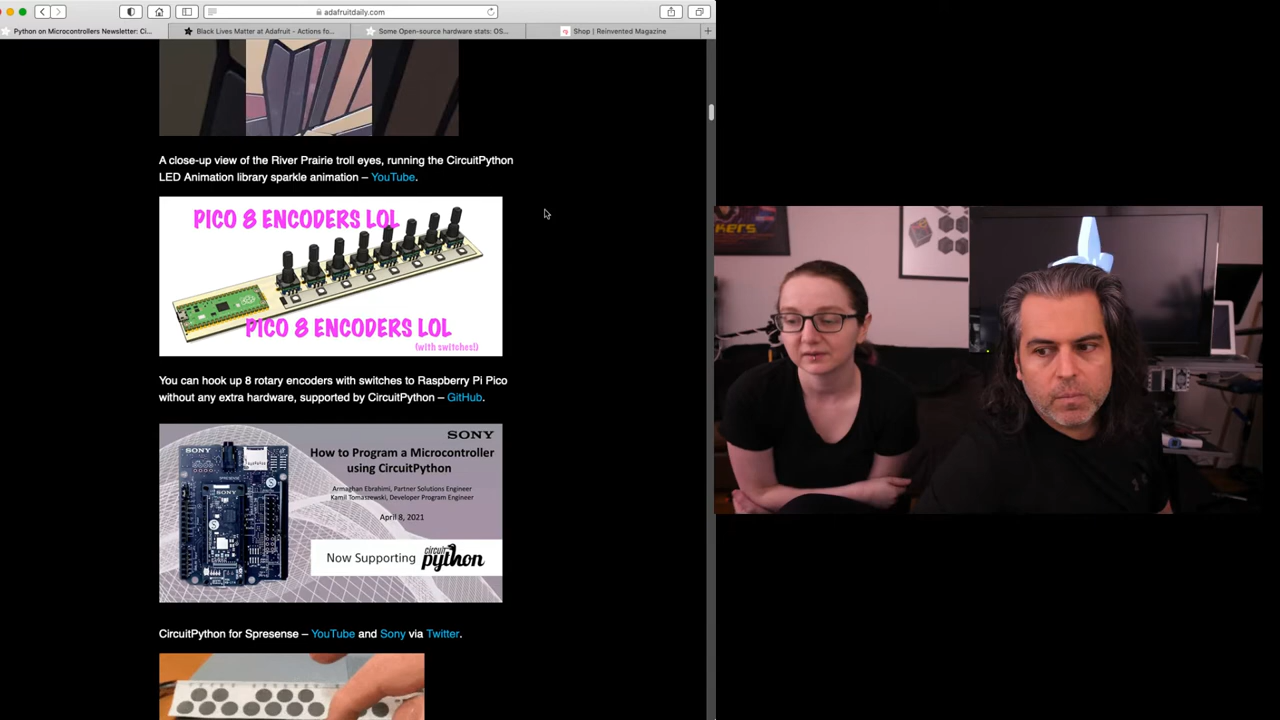 adafruitdaily.com
Python on Microcontrollers Newsletter: Ci...
Black Lives Matter at Adafruit - Actions fo...
Some Open-source hardware stats: OS...
Shop | Reinvented Magazine
A close-up view of the River Prairie troll eyes, running the CircuitPython
LED Animation library sparkle animation – YouTube.
PICO 8 ENCODERS LOL
PICO 8 ENCODERS LOL
(with switches!)
You can hook up 8 rotary encoders with switches to Raspberry Pi Pico
without any extra hardware, supported by CircuitPython – GitHub.
SONY
SONY
SONY
How to Program a Microcontroller
using CircuitPython
Armaghan Ebrahimi, Partner Solutions Engineer
Kamil Tomaszewski, Developer Program Engineer
April 8, 2021
Now Supporting circuit python
CircuitPython for Spresense – YouTube and Sony via Twitter.